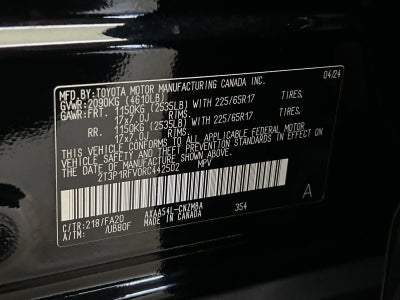 MFD. BY: TOYOTA MOTOR MANUFACTURING CANADA INC. 04/24
GVWR: 2090KG (4610LB)
GAWR: FRT. 1150KG (2535LB) WITH 225/65R17 TIRES,
17x7.0J RIMS,
RR. 1150KG (2535LB) WITH 225/65R17 TIRES,
17x7.0J RIMS,
THIS VEHICLE CONFORMS TO ALL APPLICABLE FEDERAL MOTOR
VEHICLE SAFETY AND THEFT PREVENTION STANDARDS IN EFFECT ON
THE DATE OF MANUFACTURE SHOWN ABOVE.
2T3P1RFV0RC442502 MPV
A
C/TR: 218/FA20 AXAA54L-CNZMBA 354
A/TM: /UB80F MADE IN CANADA